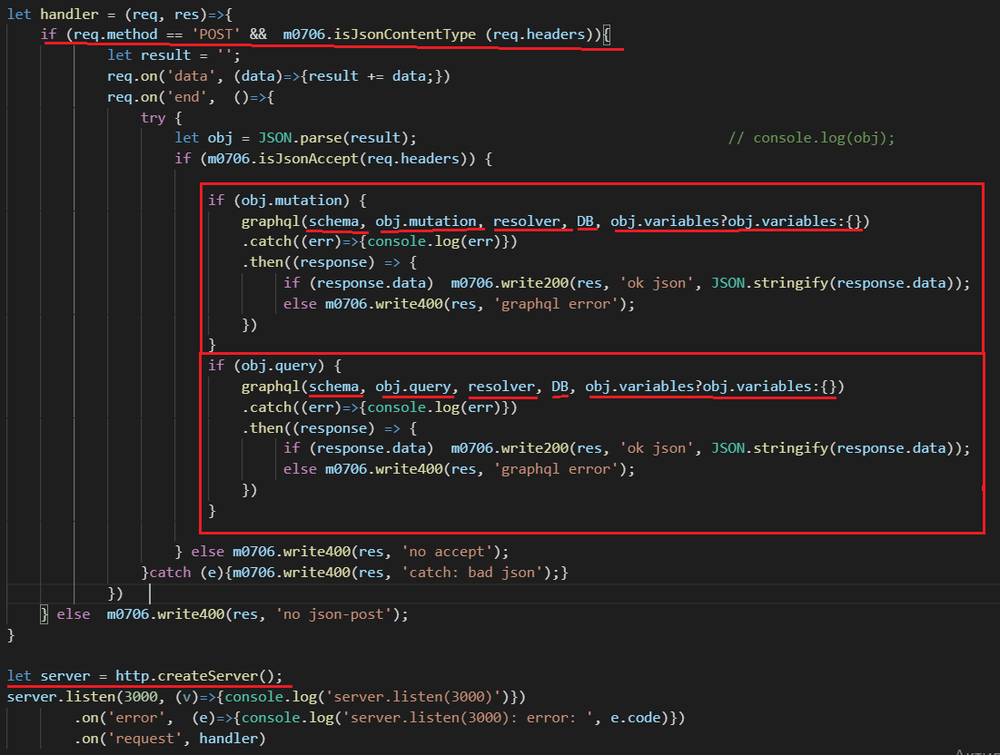 let handler = (req, res)=>{
    if (req.method == 'POST' &&  m0706.isJsonContentType (req.headers)){
            let result = '';
            req.on('data', (data)=>{result += data;})
            req.on('end',  ()=>{
                try {
                    let obj = JSON.parse(result);                                     // console.log(obj);
                    if (m0706.isJsonAccept(req.headers)) {
                        if (obj.mutation) {
                            graphql(schema, obj.mutation, resolver, DB, obj.variables?obj.variables:{})
                            .catch((err)=>{console.log(err)})
                            .then((response) => {
                                 if (response.data)  m0706.write200(res, 'ok json', JSON.stringify(response.data));
                                 else m0706.write400(res, 'graphql error');
                            })
                        }
                        if (obj.query) {
                            graphql(schema, obj.query, resolver, DB, obj.variables?obj.variables:{})
                            .catch((err)=>{console.log(err)})
                            .then((response) => {
                                 if (response.data)  m0706.write200(res, 'ok json', JSON.stringify(response.data));
                                 else m0706.write400(res, 'graphql error');
                            })
                        }
                    } else m0706.write400(res, 'no accept');
                }catch (e){m0706.write400(res, 'catch: bad json');}
            })
    } else  m0706.write400(res, 'no json-post');
}
let server = http.createServer();
server.listen(3000, (v)=>{console.log('server.listen(3000)')})
        .on('error',  (e)=>{console.log('server.listen(3000): error: ', e.code)})
        .on('request', handler)